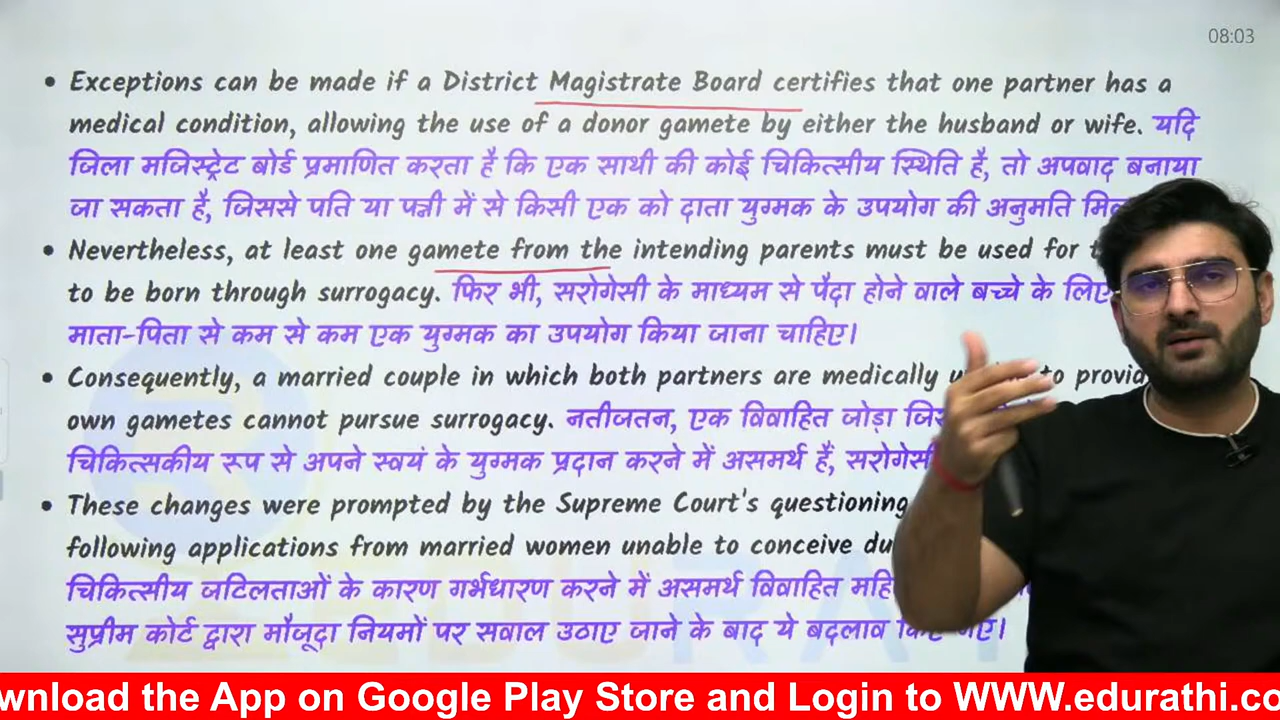 08:03
• Exceptions can be made if a District Magistrate Board certifies that one partner has a
medical condition, allowing the use of a donor gamete by either the husband or wife. यदि
जिला मजिस्ट्रेट बोर्ड प्रमाणित करता है कि एक साथी की कोई चिकित्सीय स्थिति है, तो अपवाद बनाया
जा सकता है, जिससे पति या पत्नी में से किसी एक को दाता युग्मक के उपयोग की अनुमति
• Nevertheless, at least one gamete from the intending parents must be used for
to be born through surrogacy. फिर भी, सरोगेसी के माध्यम से पैदा होने वाले बच्चे के लिए
माता-पिता से कम से कम एक युग्मक का उपयोग किया जाना चाहिए।
• Consequently, a married couple in which both partners are medically to
own gametes cannot pursue surrogacy. नतीजतन, एक विवाहित जोड़ा
चिकित्सकीय रूप से अपने स्वयं के युग्मक प्रदान करने में असमर्थ हैं, सरोगेसी
• These changes were prompted by the Supreme Court's questioning
following applications from married women unable to conceive
चिकित्सीय जटिलताओं के कारण गर्भधारण करने में असमर्थ विवाहित
सुप्रीम कोर्ट द्वारा मौजूदा नियमों पर सवाल उठाए जाने के बाद ये बदलाव
wnload the App on Google Play Store and Login to WWW.edurathi.co